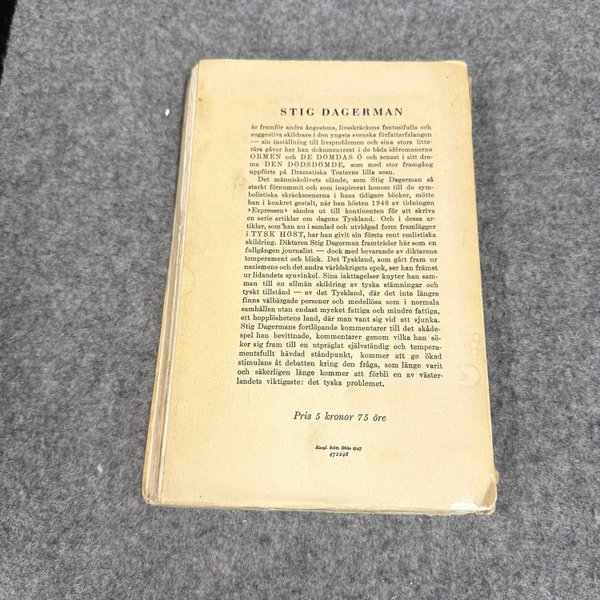 STIG DAGERMAN
är framför andra ångestens, livsskräckens fantasifulla och
suggestiva skildrare i den yngsta svenska författarfalangen
— sin inställning till livsproblemen och sina stora litte-
rära gåvor har han dokumenterat i de båda idéromanerna
ORMEN och DE DÖMDAS Ö och senast i sitt dra-
ma DEN DÖDSDÖMDE, som med stor framgång
uppförts på Dramatiska Teaterns lilla scen.
Det människolivets elände, som Stig Dagerman så
starkt förnummit och som inspirerat honom till de sym-
bolistiska skräckscenerna i hans tidigare böcker, mötte
han i konkret gestalt, när han hösten 1946 av tidningen
›Expressen› sändes ut till kontinenten för att skriva
en serie artiklar om dagens Tyskland. Och i dessa ar-
tiklar, som han nu i samlad och utvidgad form framlägger
i TYSK HÖST, har han givit sin första rent realistiska
skildring. Diktaren Stig Dagerman framträder här som en
fullgången journalist — dock med bevarande av diktarens
temperament och blick. Det Tyskland, som gått fram ur
nazismens och det andra världskrigets epok, ser han främst
ur lidandets synvinkel. Sina iakttagelser knyter han sam-
man till en allmän skildring av tyska stämningar och
tyskt tillstånd — av det Tyskland, där det inte längre
finns välbärgade personer och medellösa som i normala
samhällen utan endast mycket fattiga och mindre fattiga,
ett hopplöshetens land, där man vant sig vid att sjunka.
Stig Dagermans fortlöpande kommentarer till det skåde-
spel han bevittnade, kommentarer genom vilka han sö-
ker sig fram till en utpräglat självständig och tempera-
mentsfullt hävdad ståndpunkt, kommer att ge ökad
stimulans åt debatten kring den fråga, som länge varit
och säkerligen länge kommer att förbli en av väster-
landets viktigaste: det tyska problemet.
Pris 5 kronor 75 öre
Kungl. Boktr. Sthlm 1947
471248